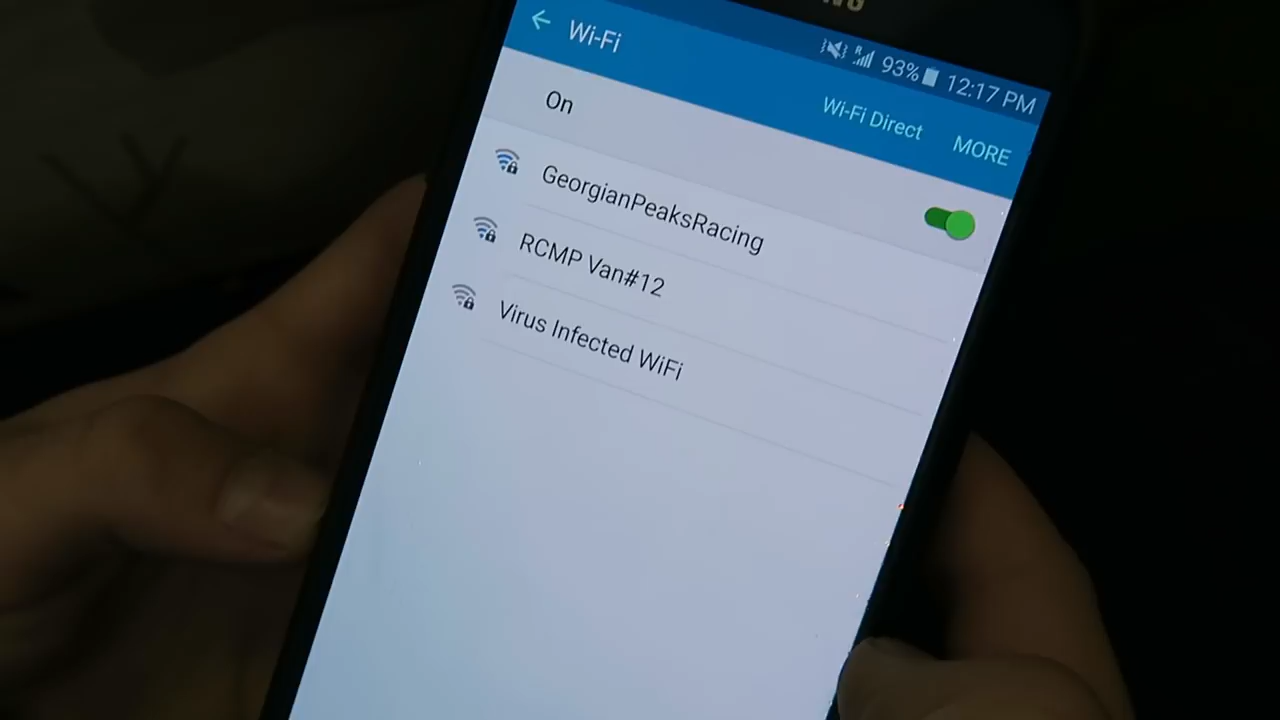 Wi-Fi
R 93% 12:17 PM
Wi-Fi Direct MORE
On
GeorgianPeaksRacing
RCMP Van#12
Virus Infected WiFi